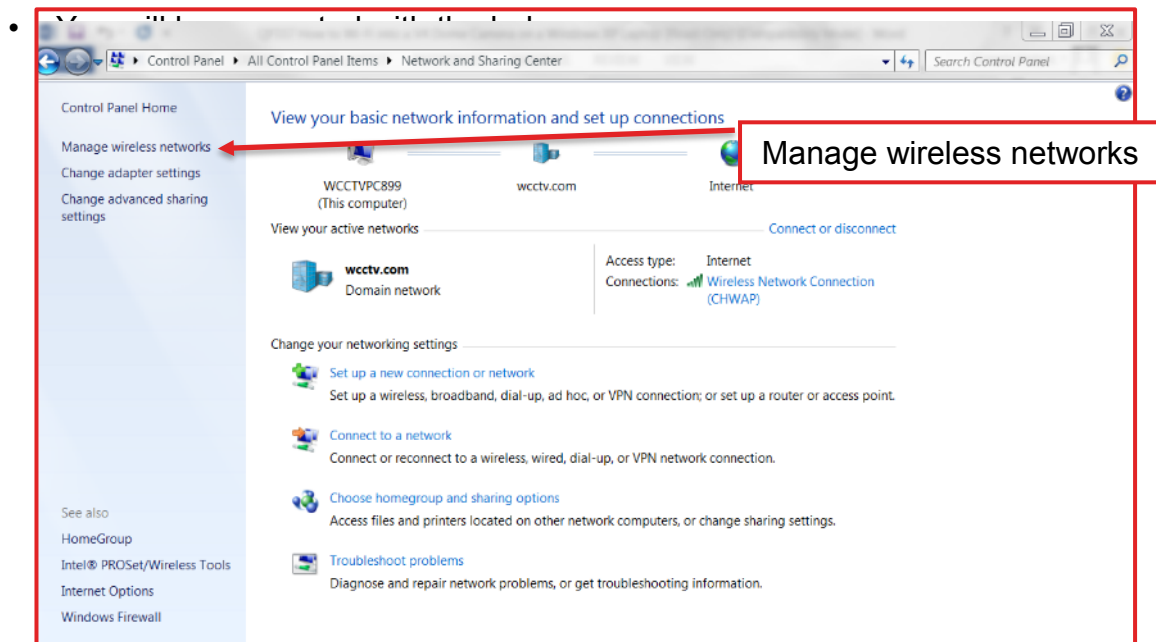 •
Control Panel ▸ All Control Panel Items ▸ Network and Sharing Center
Search Control Panel
Control Panel Home
Manage wireless networks
Change adapter settings
Change advanced sharing
settings
View your basic network information and set up connections
Manage wireless networks
WCCTVPC899
(This computer)
wcctv.com
Internet
View your active networks
Connect or disconnect
wcctv.com
Domain network
Access type: Internet
Connections: Wireless Network Connection
(CHWAP)
Change your networking settings
Set up a new connection or network
Set up a wireless, broadband, dial-up, ad hoc, or VPN connection; or set up a router or access point.
Connect to a network
Connect or reconnect to a wireless, wired, dial-up, or VPN network connection.
Choose homegroup and sharing options
Access files and printers located on other network computers, or change sharing settings.
Troubleshoot problems
Diagnose and repair network problems, or get troubleshooting information.
See also
HomeGroup
Intel® PROSet/Wireless Tools
Internet Options
Windows Firewall